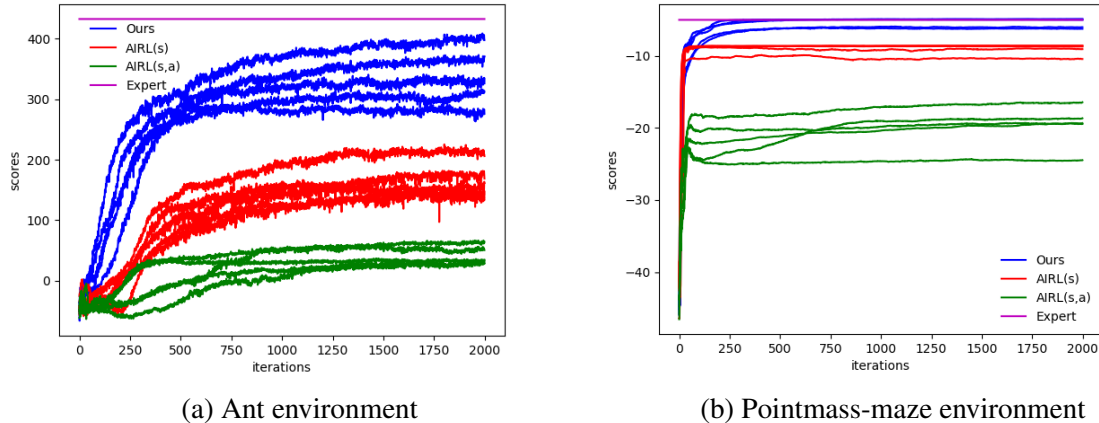 400
300
200
100
0
scores
Ours
AIRL(s)
AIRL(s,a)
Expert
0 250 500 750 1000 1250 1500 1750 2000
iterations
(a) Ant environment
−10
−20
−30
−40
scores
Ours
AIRL(s)
AIRL(s,a)
Expert
0 250 500 750 1000 1250 1500 1750 2000
iterations
(b) Pointmass-maze environment